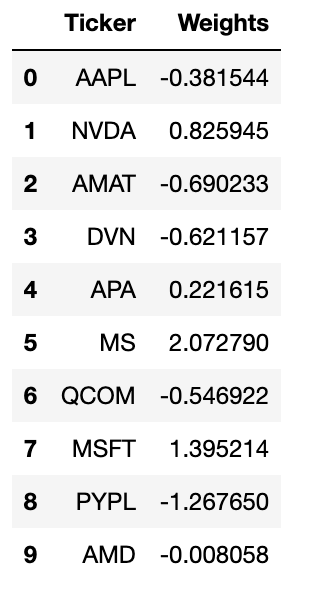 Ticker Weights
0 AAPL -0.381544
1 NVDA 0.825945
2 AMAT -0.690233
3 DVN -0.621157
4 APA 0.221615
5 MS 2.072790
6 QCOM -0.546922
7 MSFT 1.395214
8 PYPL -1.267650
9 AMD -0.008058